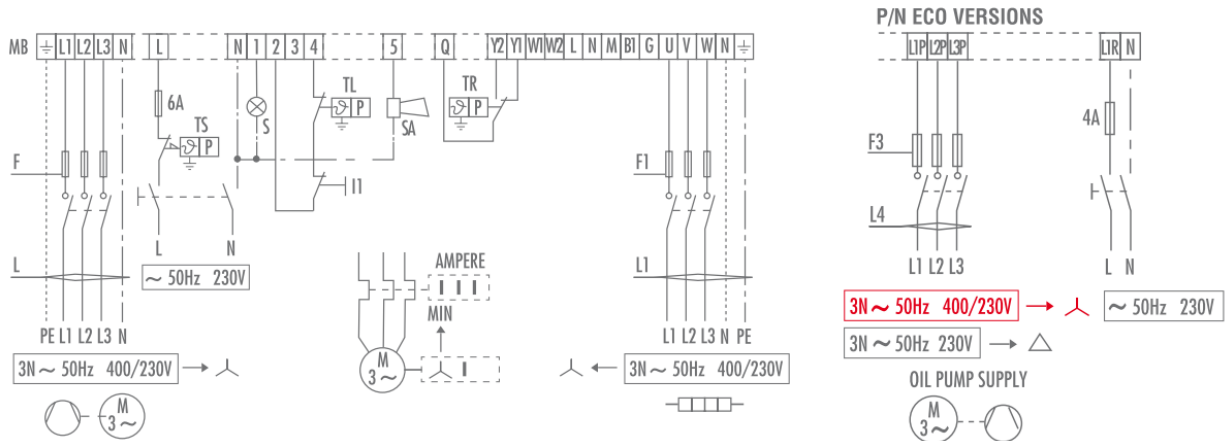 P/N ECO VERSIONS
MB L1 L2 L3 N L N 1 2 3 4 5 Q Y2 Y1 W1 W2 L N M B1 G U V W N
L1P L2P L3P L1R N
6A TS P S TL P SA TR P
4A
F F1 F3
I1
L N
L4
~ 50Hz 230V
AMPERE
L L1
L1 L2 L3 L N
MIN
PE L1 L2 L3 N
L1 L2 L3 N PE
3N ~ 50Hz 400/230V
M
3 ~
3N ~ 50Hz 400/230V
3N ~ 50Hz 400/230V
~ 50Hz 230V
3N ~ 50Hz 230V
OIL PUMP SUPPLY
M
3 ~
M
3 ~